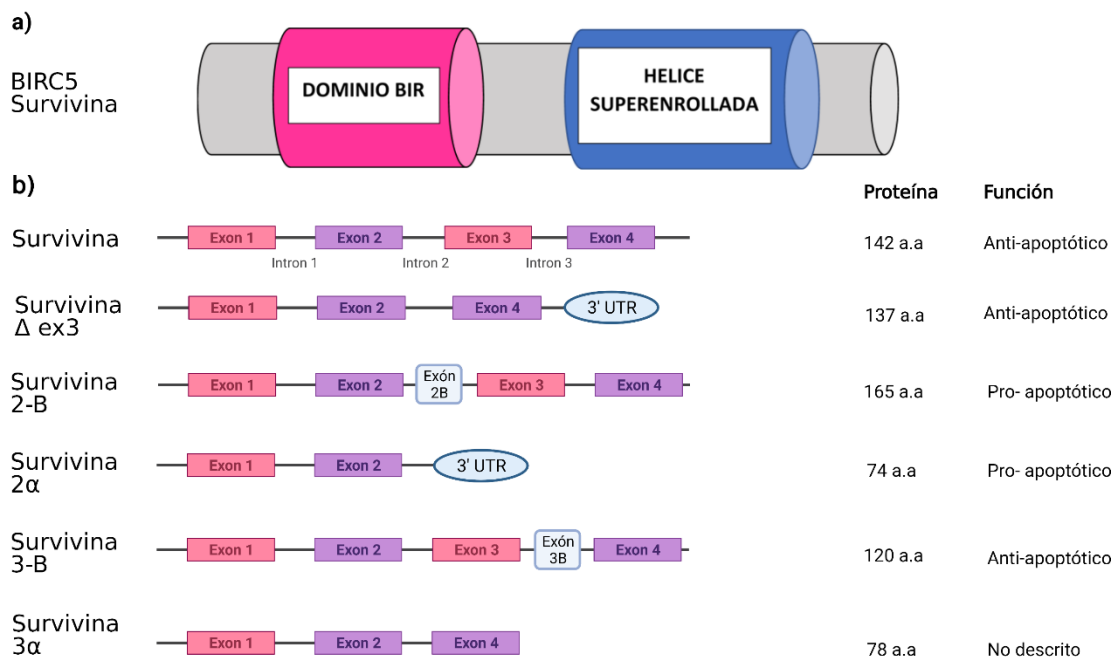 a)
BIRC5
Survivina
DOMINIO BIR
HELICE
SUPERENROLLADA
b)
Proteína Función
Survivina Exon 1 Exon 2 Exon 3 Exon 4 142 a.a Anti-apoptótico
Intron 1 Intron 2 Intron 3
Survivina
Δ ex3
Exon 1 Exon 2 Exon 4 3' UTR 137 a.a Anti-apoptótico
Survivina
2-B
Exon 1 Exon 2 Exón
2B
Exon 3 Exon 4 165 a.a Pro- apoptótico
Survivina
2α
Exon 1 Exon 2 3' UTR 74 a.a Pro- apoptótico
Survivina
3-B
Exon 1 Exon 2 Exon 3 Exón
3B
Exon 4 120 a.a Anti-apoptótico
Survivina
3α
Exon 1 Exon 2 Exon 4 78 a.a No descrito